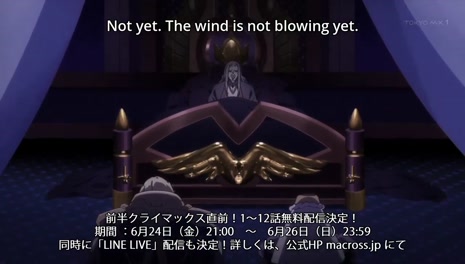 Not yet. The wind is not blowing yet.
TOKYO MX 1
前半クライマックス直前！1～12話無料配信決定！
期間 ：6月24日（金）21:00　～　6月26日（日）23:59
同時に「LINE LIVE」配信も決定！詳しくは、公式HP macross.jp にて